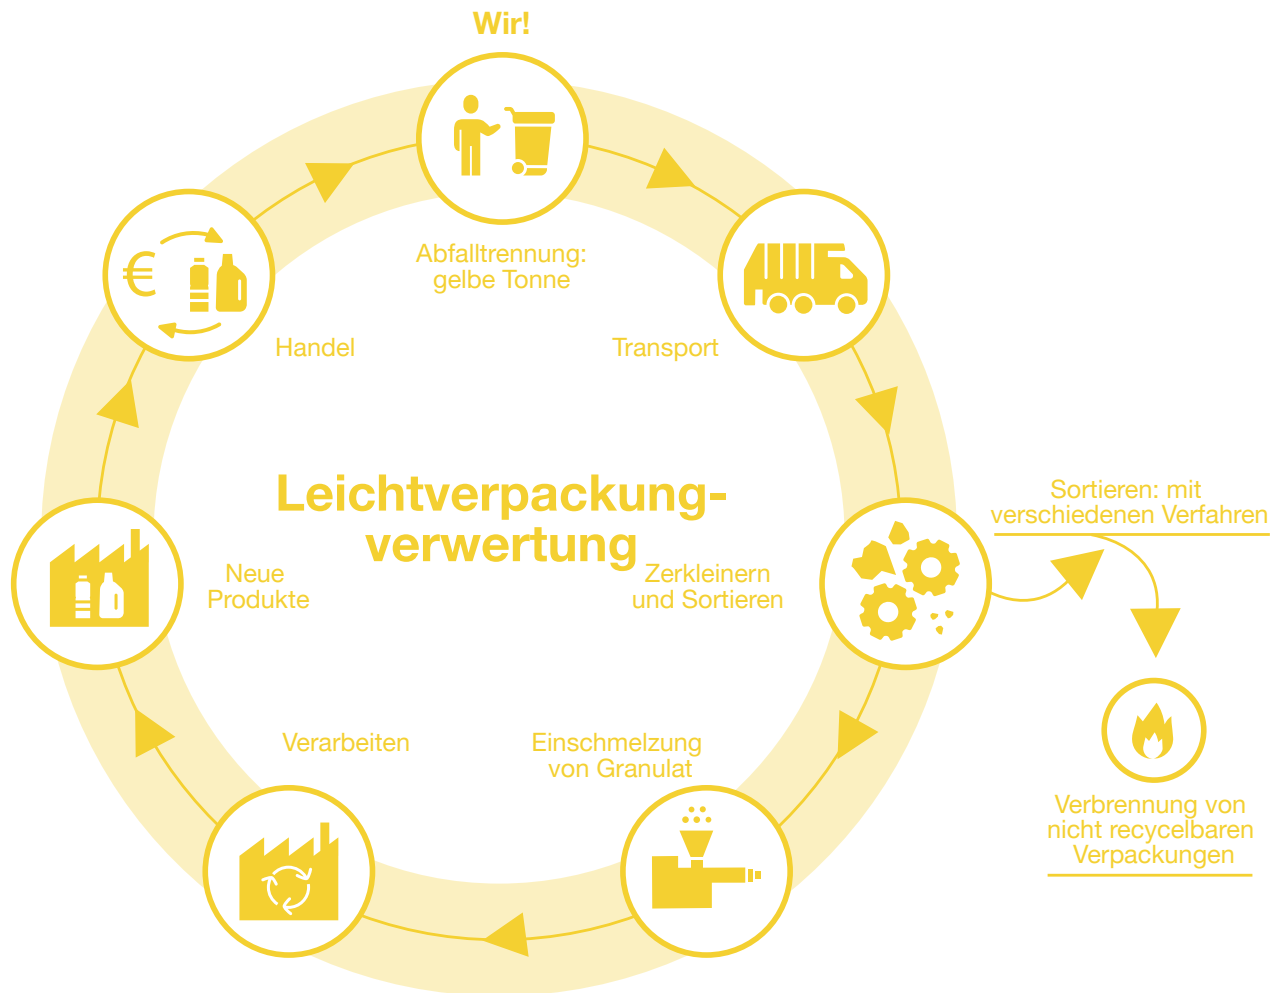 Wir!
Abfalltrennung:
gelbe Tonne
Transport
Zerkleinern
und Sortieren
Sortieren: mit
verschiedenen Verfahren
Verbrennung von
nicht recycelbaren
Verpackungen
Einschmelzung
von Granulat
Verarbeiten
Neue
Produkte
Handel
€
Leichtverpackung-
verwertung